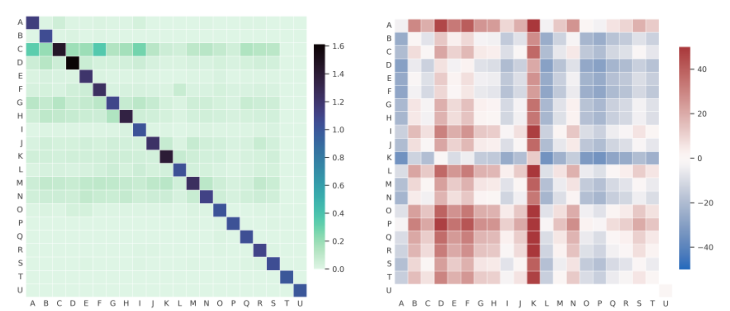 A
B
C
D
E
F
G
H
I
J
K
L
M
N
O
P
Q
R
S
T
U
A B C D E F G H I J K L M N O P Q R S T U
1.6
1.4
1.2
1.0
0.8
0.6
0.4
0.2
0.0
A
B
C
D
E
F
G
H
I
J
K
L
M
N
O
P
Q
R
S
T
U
A B C D E F G H I J K L M N O P Q R S T U
40
20
0
−20
−40